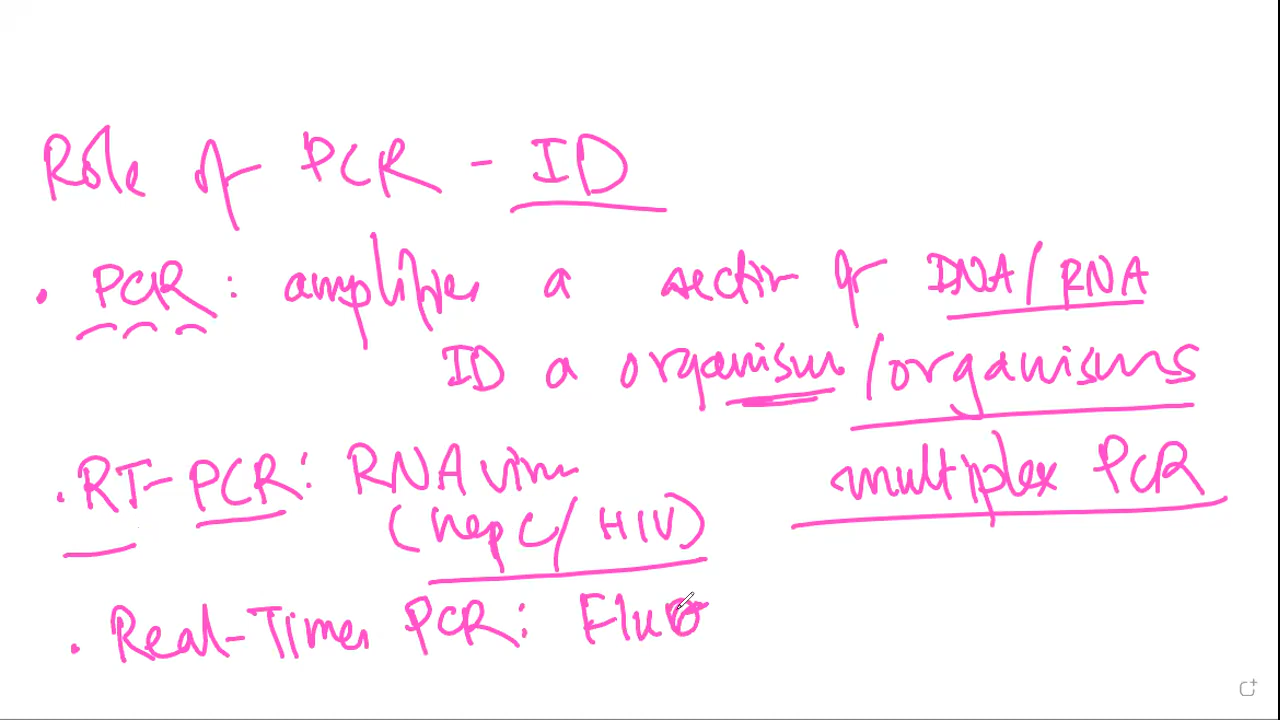 Role of PCR - ID
• PCR: amplifies a section of DNA/RNA
ID a organism/organisms
multiplex PCR
• RT-PCR: RNA virus
(hep C/HIV)
• Real-Time PCR: Fluo